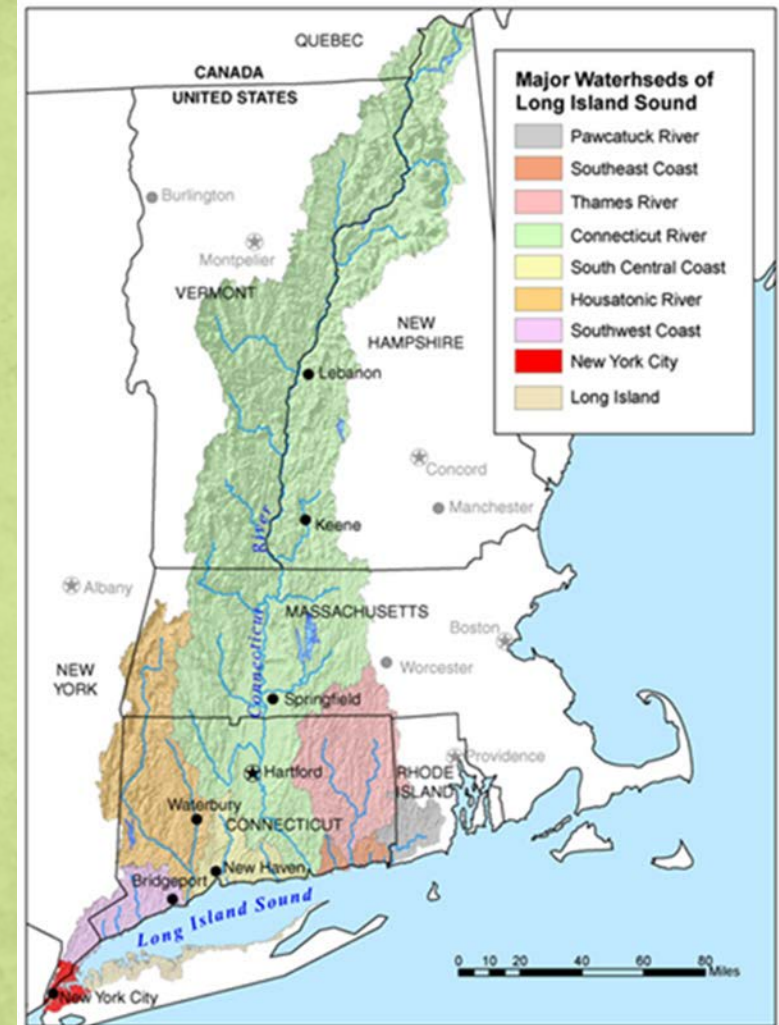 QUEBEC
CANADA
UNITED STATES
Major Waterhseds of
Long Island Sound
Pawcatuck River
Southeast Coast
Thames River
Connecticut River
South Central Coast
Housatonic River
Southwest Coast
New York City
Long Island
Burlington
Montpelier
VERMONT
NEW
HAMPSHIRE
Lebanon
Concord
Manchester
Keene
Connecticut River
Albany
MASSACHUSETTS
Boston
Worcester
NEW
YORK
Springfield
Hartford
Providence
RHODE
ISLAND
Waterbury
CONNECTICUT
New Haven
Bridgeport
Long Island Sound
New York City
0 10 20 40 60 80 Miles